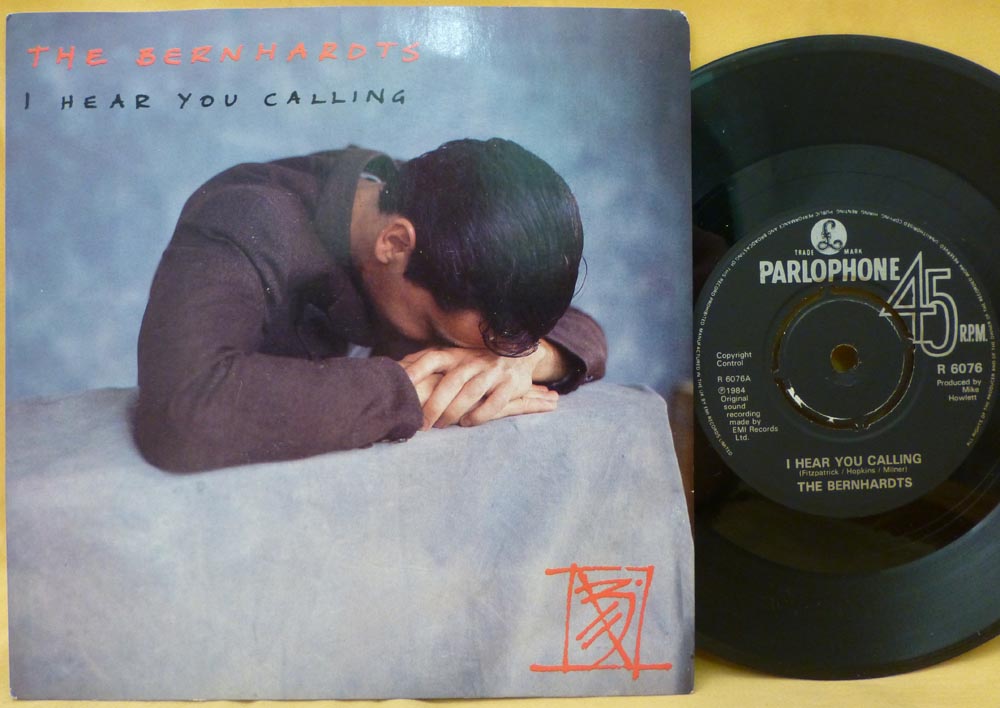 THE BERNHARDTS
I HEAR YOU CALLING
£
TRADE MARK
PARLOPHONE
45
R.P.M.
R 6076
Produced by
Mike
Howlett
Copyright
Control
R 6076A
℗1984
Original
sound
recording
made by
EMI Records
Ltd.
I HEAR YOU CALLING
(Fitzpatrick / Hopkins / Milner)
THE BERNHARDTS